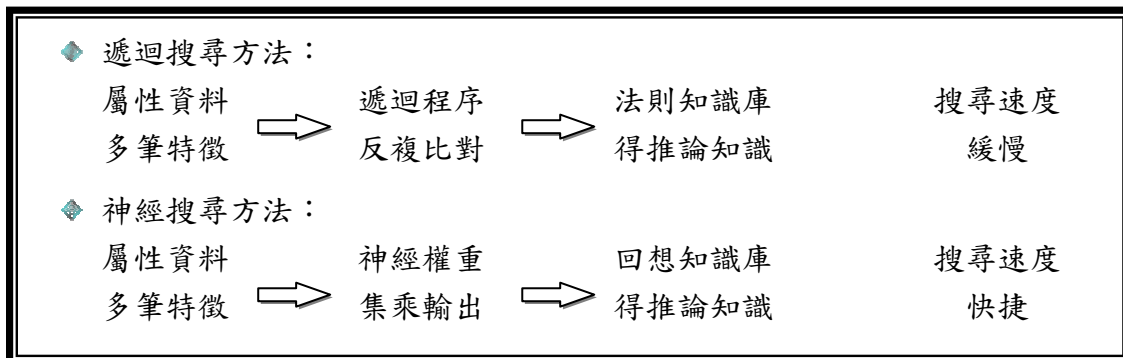 遞迴搜尋方法：
屬性資料 遞迴程序 法則知識庫 搜尋速度
多筆特徵 反複比對 得推論知識 緩慢
神經搜尋方法：
屬性資料 神經權重 回想知識庫 搜尋速度
多筆特徵 集乘輸出 得推論知識 快捷